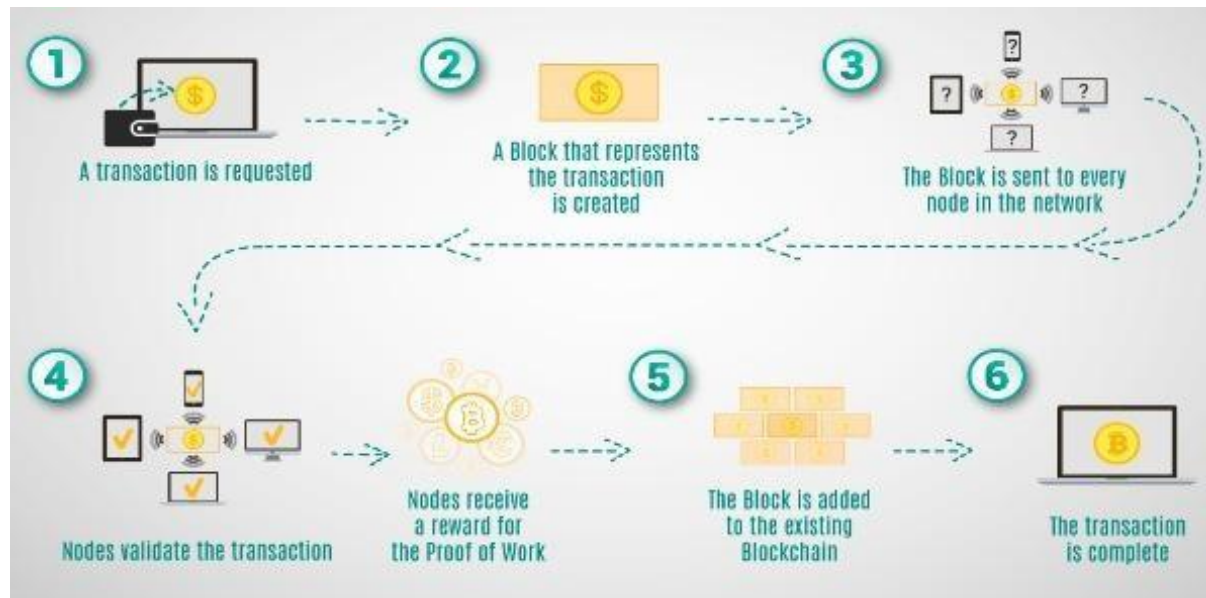 1
A transaction is requested
2
A Block that represents
the transaction
is created
3
The Block is sent to every
node in the network
4
Nodes validate the transaction
Nodes receive
a reward for
the Proof of Work
5
The Block is added
to the existing
Blockchain
6
The transaction
is complete